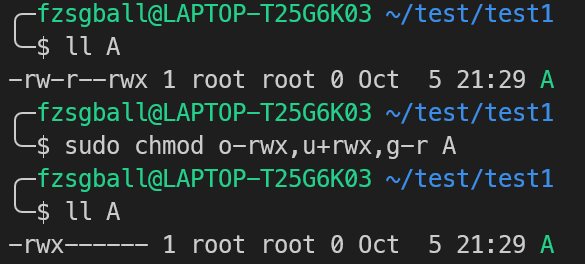 fzsgball@LAPTOP-T25G6K03 ~/test/test1
$ ll A
-rw-r--rwx 1 root root 0 Oct  5 21:29 A
fzsgball@LAPTOP-T25G6K03 ~/test/test1
$ sudo chmod o-rwx,u+rwx,g-r A
fzsgball@LAPTOP-T25G6K03 ~/test/test1
$ ll A
-rwx------ 1 root root 0 Oct  5 21:29 A